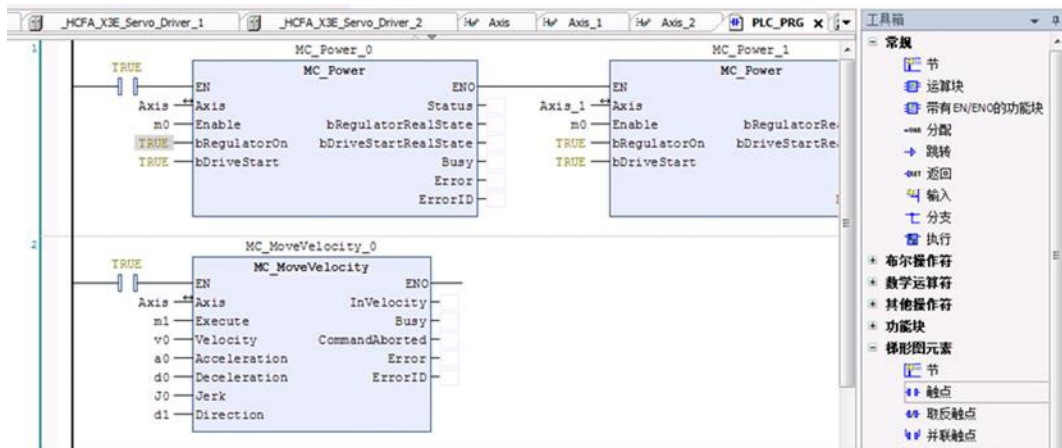 _HCFA_X3E_Servo_Driver_1 _HCFA_X3E_Servo_Driver_2 Axis Axis_1 Axis_2 PLC_PRG
1
MC_Power_0 MC_Power_1
TRUE MC_Power MC_Power
EN ENO EN
Axis Axis Status Axis_1 Axis
m0 Enable bRegulatorRealState m0 Enable bRegulatorRe
TRUE bRegulatorOn bDriveStartRealState TRUE bRegulatorOn bDriveStartRe
TRUE bDriveStart Busy TRUE bDriveStart
Error
ErrorID
2
MC_MoveVelocity_0
TRUE MC_MoveVelocity
EN ENO
Axis Axis InVelocity
m1 Execute Busy
v0 Velocity CommandAborted
a0 Acceleration Error
d0 Deceleration ErrorID
J0 Jerk
d1 Direction
工具箱
常规
节
运算块
带有EN/ENO的功能块
分配
跳转
返回
输入
分支
执行
布尔操作符
数学运算符
其他操作符
功能块
梯形图元素
节
触点
取反触点
并联触点